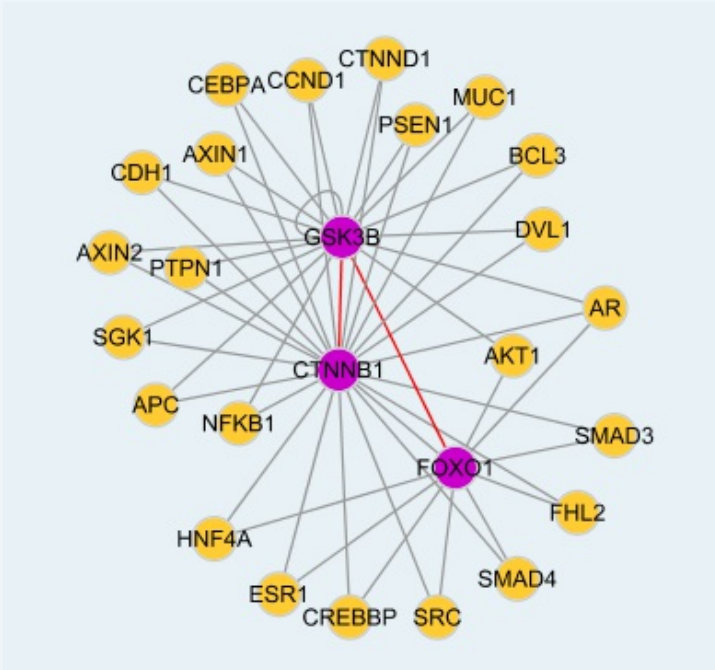 CTNND1
CEBPA
CCND1
MUC1
PSEN1
AXIN1
BCL3
CDH1
GSK3B
DVL1
AXIN2
PTPN1
AR
SGK1
AKT1
CTNNB1
APC
NFKB1
SMAD3
FOXO1
FHL2
HNF4A
SMAD4
ESR1
CREBBP
SRC